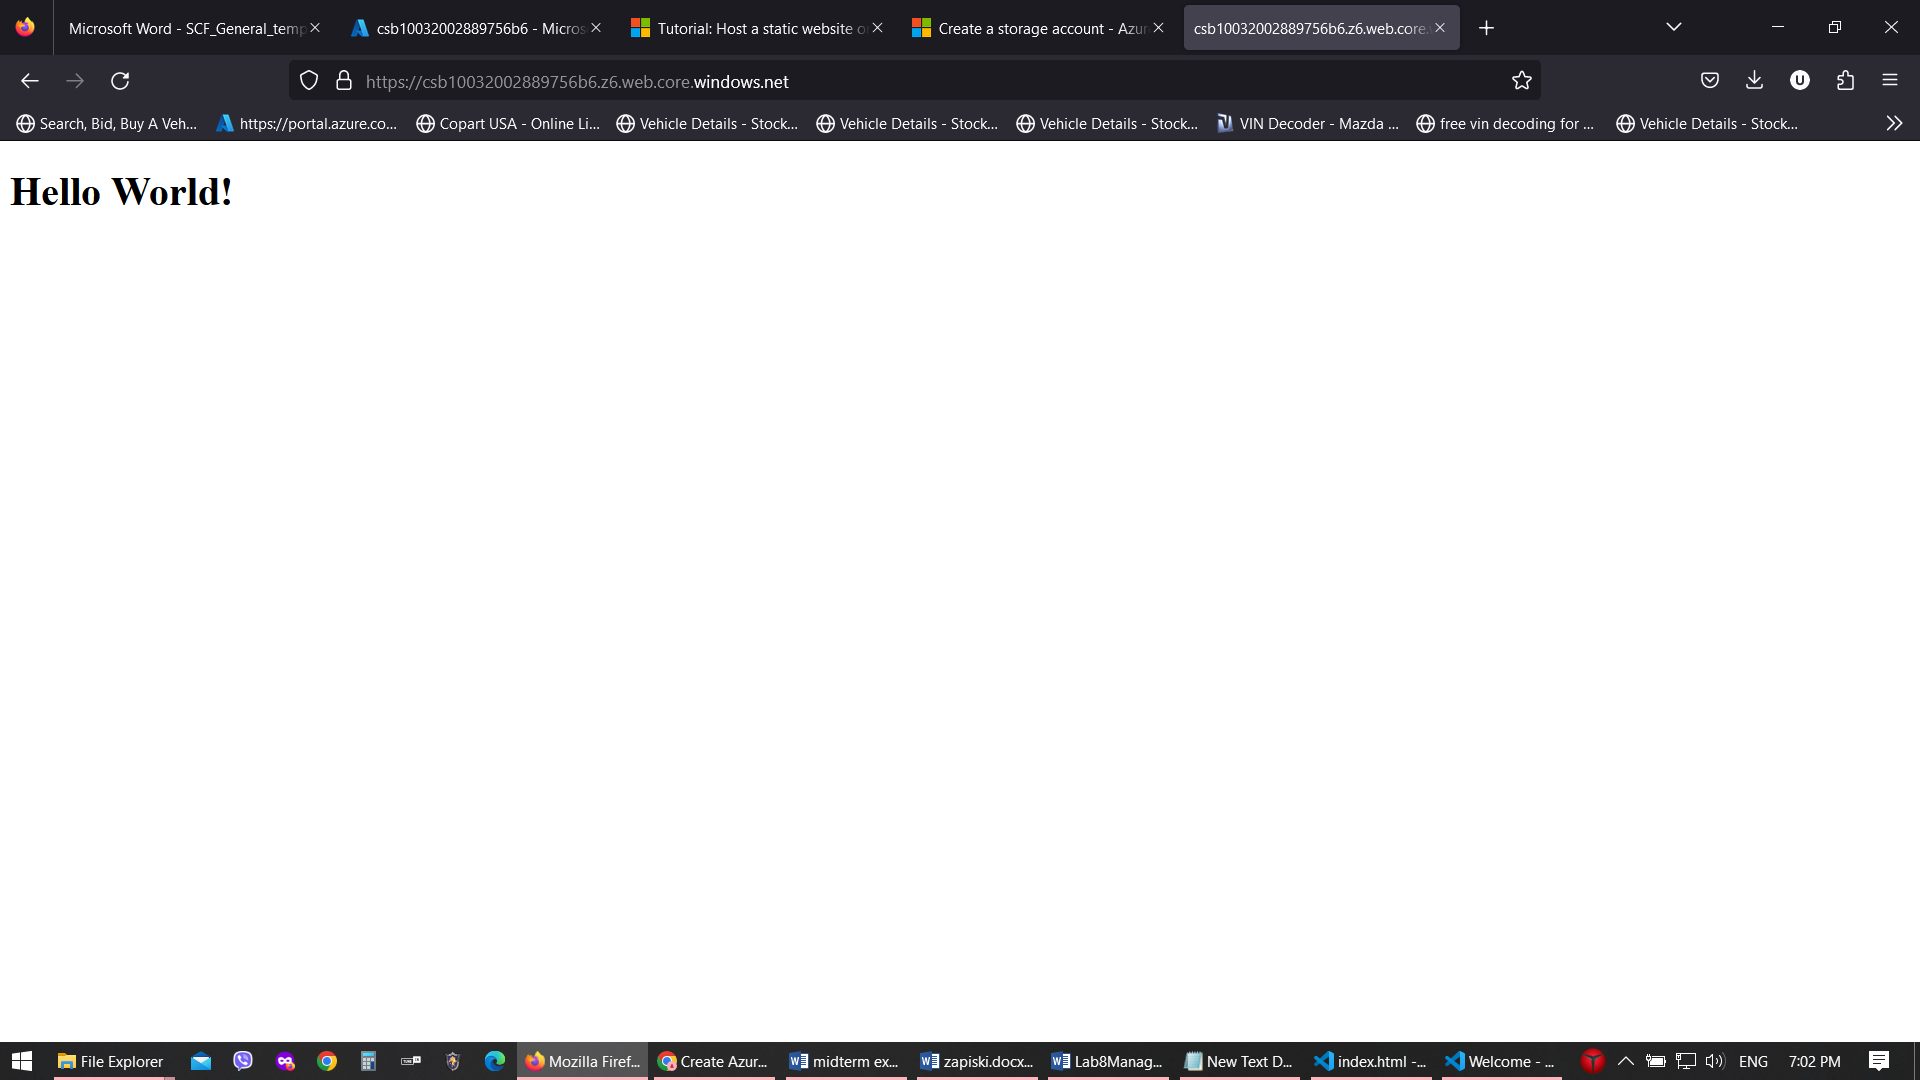 Microsoft Word - SCF_General_temp
csb10032002889756b6 - Micros
Tutorial: Host a static website o
Create a storage account - Azur
csb10032002889756b6.z6.web.core.
https://csb10032002889756b6.z6.web.core.windows.net
Search, Bid, Buy A Veh...
https://portal.azure.co...
Copart USA - Online Li...
Vehicle Details - Stock...
Vehicle Details - Stock...
Vehicle Details - Stock...
VIN Decoder - Mazda ...
free vin decoding for ...
Vehicle Details - Stock...
Hello World!
File Explorer
Mozilla Firef...
Create Azur...
midterm ex...
zapiski.docx...
Lab8Manag...
New Text D...
index.html -...
Welcome - ...
ENG
7:02 PM